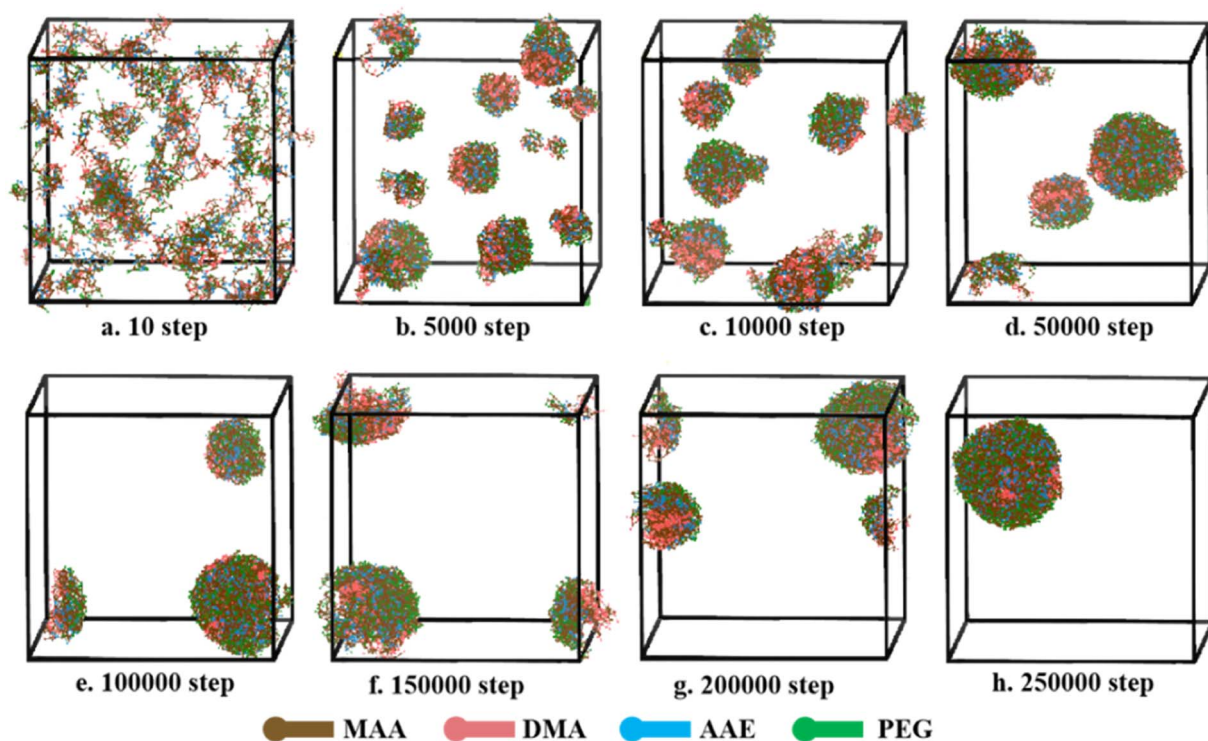 a. 10 step
b. 5000 step
c. 10000 step
d. 50000 step
e. 100000 step
f. 150000 step
g. 200000 step
h. 250000 step
MAA
DMA
AAE
PEG